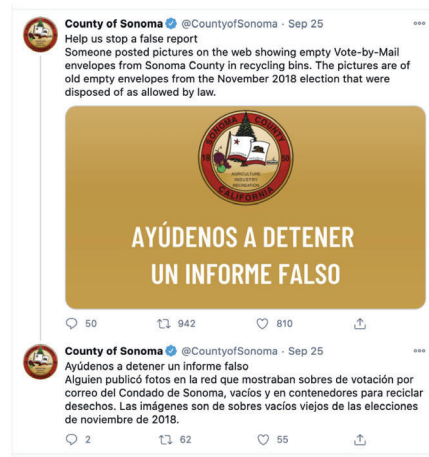 County of Sonoma @CountyofSonoma · Sep 25
Help us stop a false report
Someone posted pictures on the web showing empty Vote-by-Mail
envelopes from Sonoma County in recycling bins. The pictures are of
old empty envelopes from the November 2018 election that were
disposed of as allowed by law.
SONOMA COUNTY
18 50
AGRICULTURE
INDUSTRY
RECREATION
CALIFORNIA
AYÚDENOS A DETENER
UN INFORME FALSO
50 942 810
County of Sonoma @CountyofSonoma · Sep 25
Ayúdenos a detener un informe falso
Alguien publicó fotos en la red que mostraban sobres de votación por
correo del Condado de Sonoma, vacíos y en contenedores para reciclar
desechos. Las imágenes son de sobres vacíos viejos de las elecciones
de noviembre de 2018.
2 62 55